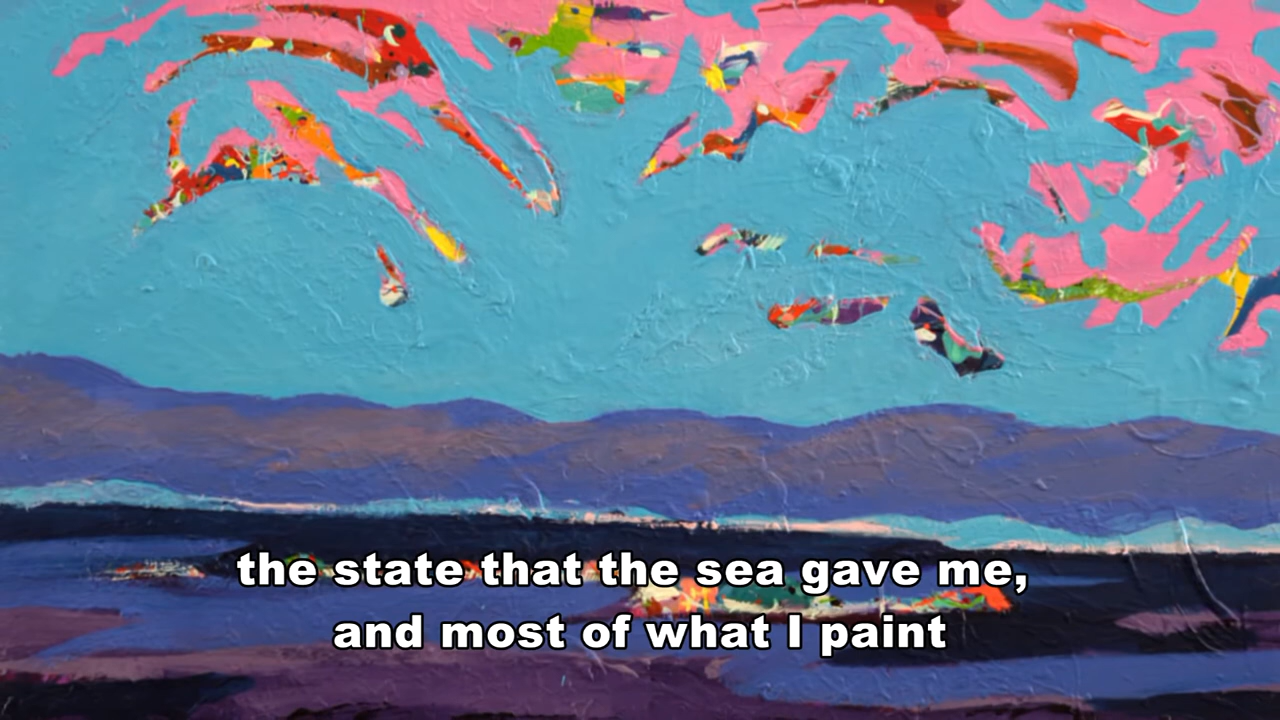 the state that the sea gave me,
and most of what I paint